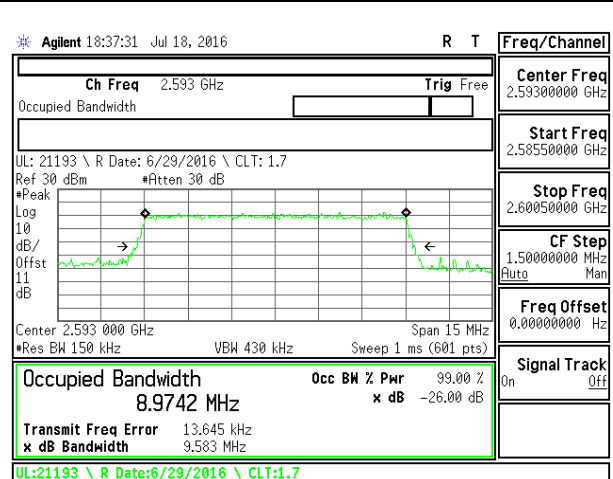 Agilent 18:37:31 Jul 18, 2016 R T
Freq/Channel
Ch Freq 2.593 GHz Trig Free
Occupied Bandwidth
UL: 21193 \ R Date: 6/29/2016 \ CLT: 1.7
Ref 30 dBm #Atten 30 dB
#Peak
Log
10
dB/
Offst
11
dB
Center 2.593 000 GHz Span 15 MHz
#Res BW 150 kHz VBW 430 kHz Sweep 1 ms (601 pts)
Occupied Bandwidth Occ BW % Pwr 99.00 %
8.9742 MHz x dB -26.00 dB
Transmit Freq Error 13.645 kHz
x dB Bandwidth 9.583 MHz
UL:21193 \ R Date:6/29/2016 \ CLT:1.7
Center Freq
2.59300000 GHz
Start Freq
2.58550000 GHz
Stop Freq
2.60050000 GHz
CF Step
1.50000000 MHz
Auto Man
Freq Offset
0.00000000 Hz
Signal Track
On Off